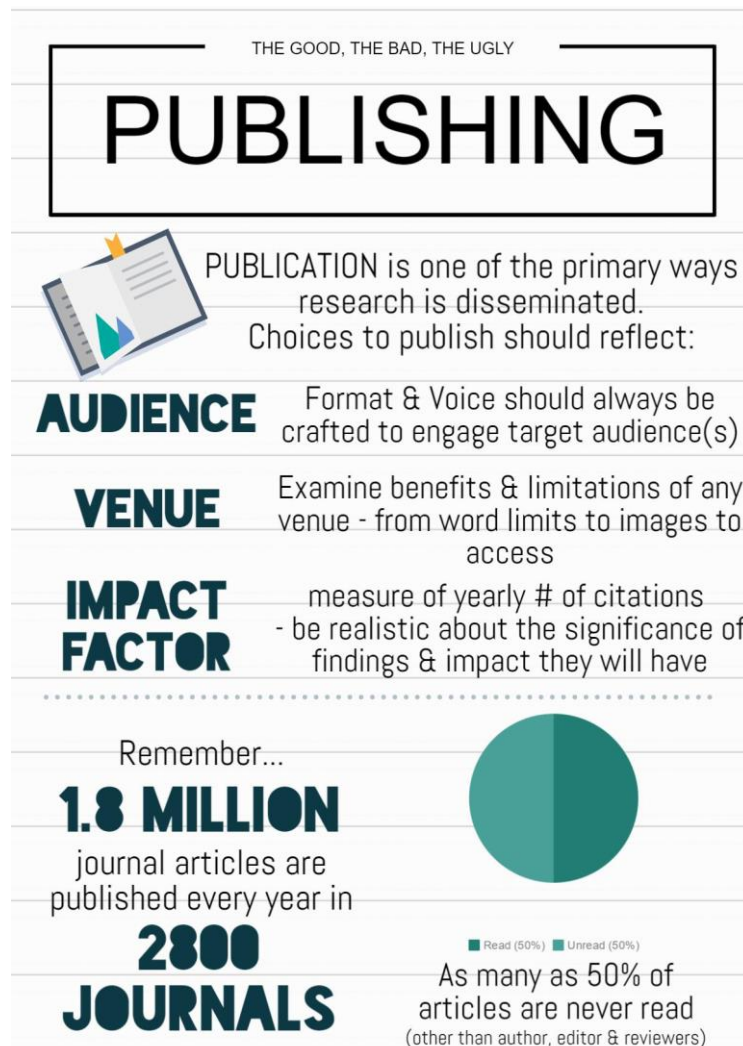 THE GOOD, THE BAD, THE UGLY
PUBLISHING
PUBLICATION is one of the primary ways
research is disseminated.
Choices to publish should reflect:
AUDIENCE
Format & Voice should always be
crafted to engage target audience(s)
VENUE
Examine benefits & limitations of any
venue - from word limits to images to
access
IMPACT
FACTOR
measure of yearly # of citations
- be realistic about the significance of
findings & impact they will have
Remember...
1.8 MILLION
journal articles are
published every year in
2800
JOURNALS
Read (50%) Unread (50%)
As many as 50% of
articles are never read
(other than author, editor & reviewers)